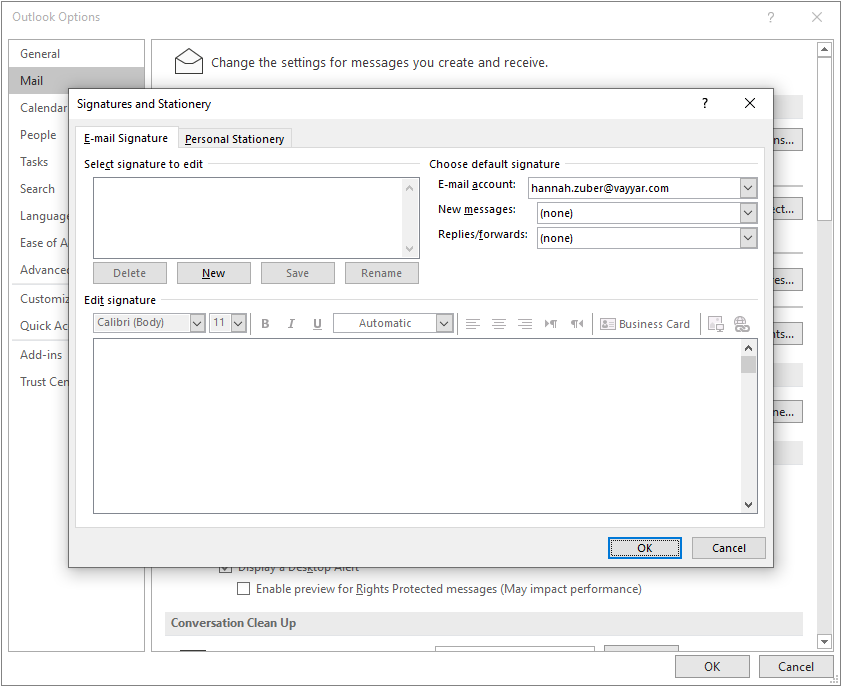 Outlook Options
?
General
Mail
Calendar
People
Tasks
Search
Language
Ease of A
Advanced
Customiz
Quick Ac
Add-ins
Trust Cen
Change the settings for messages you create and receive.
ns...
ect...
es...
nts...
ne...
Signatures and Stationery
?
E-mail Signature
Personal Stationery
Select signature to edit
Delete
New
Save
Rename
Choose default signature
E-mail account:
hannah.zuber@vayyar.com
New messages:
(none)
Replies/forwards:
(none)
Edit signature
Calibri (Body)
11
B
I
U
Automatic
Business Card
OK
Cancel
Display a Desktop Alert
Enable preview for Rights Protected messages (May impact performance)
Conversation Clean Up
OK
Cancel